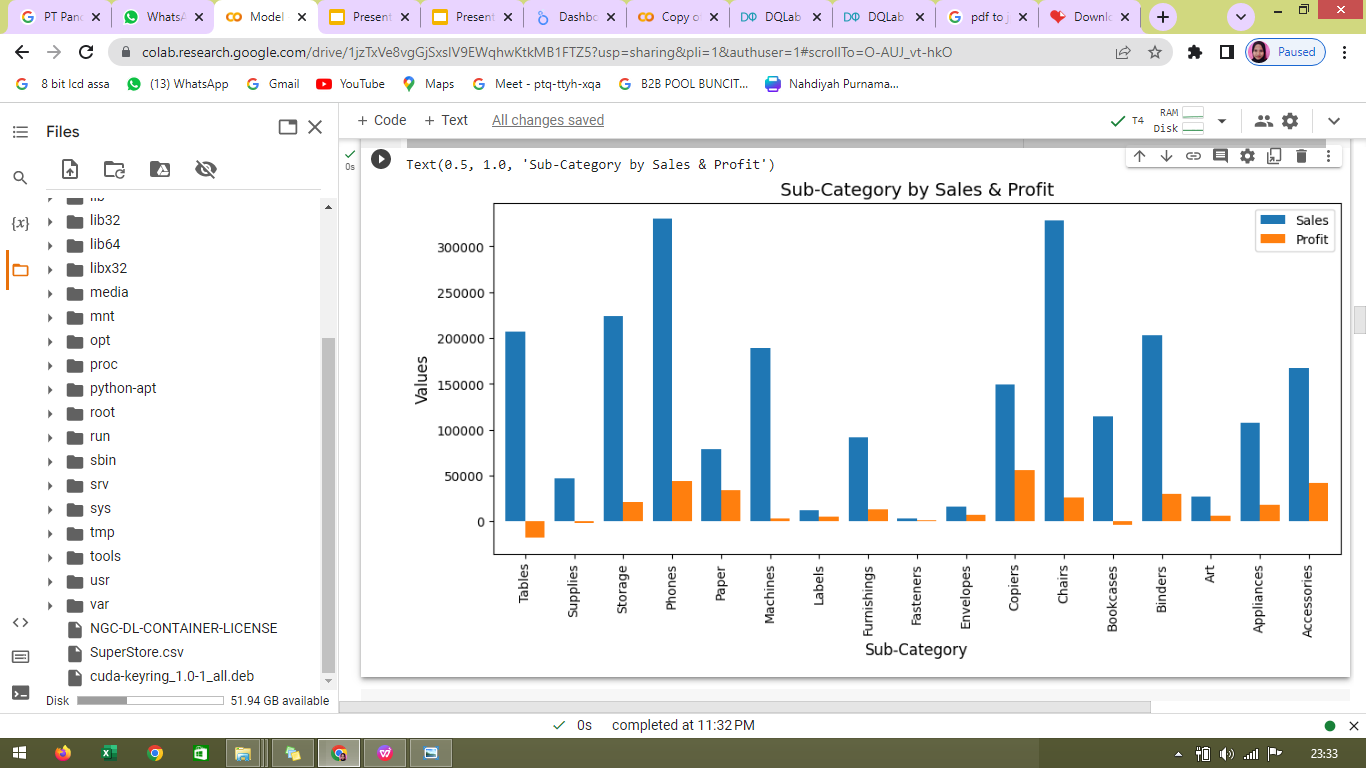 PT Pan
WhatsA
Model
Present
Present
Dashbo
Copy o
DQLab
DQLab
pdf to j
Downlo
colab.research.google.com/drive/1jzTxVe8vgGjSxsIV9EWqhwKtkMB1FTZ5?usp=sharing&pli=1&authuser=1#scrollTo=O-AUJ_vt-hkO
Paused
8 bit lcd assa
(13) WhatsApp
Gmail
YouTube
Maps
Meet - ptq-ttyh-xqa
B2B POOL BUNCIT...
Nahdiyah Purnama...
Files
+ Code
+ Text
All changes saved
T4
RAM
Disk
lib
lib32
lib64
libx32
media
mnt
opt
proc
python-apt
root
run
sbin
srv
sys
tmp
tools
usr
var
NGC-DL-CONTAINER-LICENSE
SuperStore.csv
cuda-keyring_1.0-1_all.deb
Disk
51.94 GB available
{x}
0s
Text(0.5, 1.0, 'Sub-Category by Sales & Profit')
Sub-Category by Sales & Profit
Sales
Profit
300000
250000
200000
150000
100000
50000
0
Values
Tables
Supplies
Storage
Phones
Paper
Machines
Labels
Furnishings
Fasteners
Envelopes
Copiers
Chairs
Bookcases
Binders
Art
Appliances
Accessories
Sub-Category
0s
completed at 11:32 PM
23:33